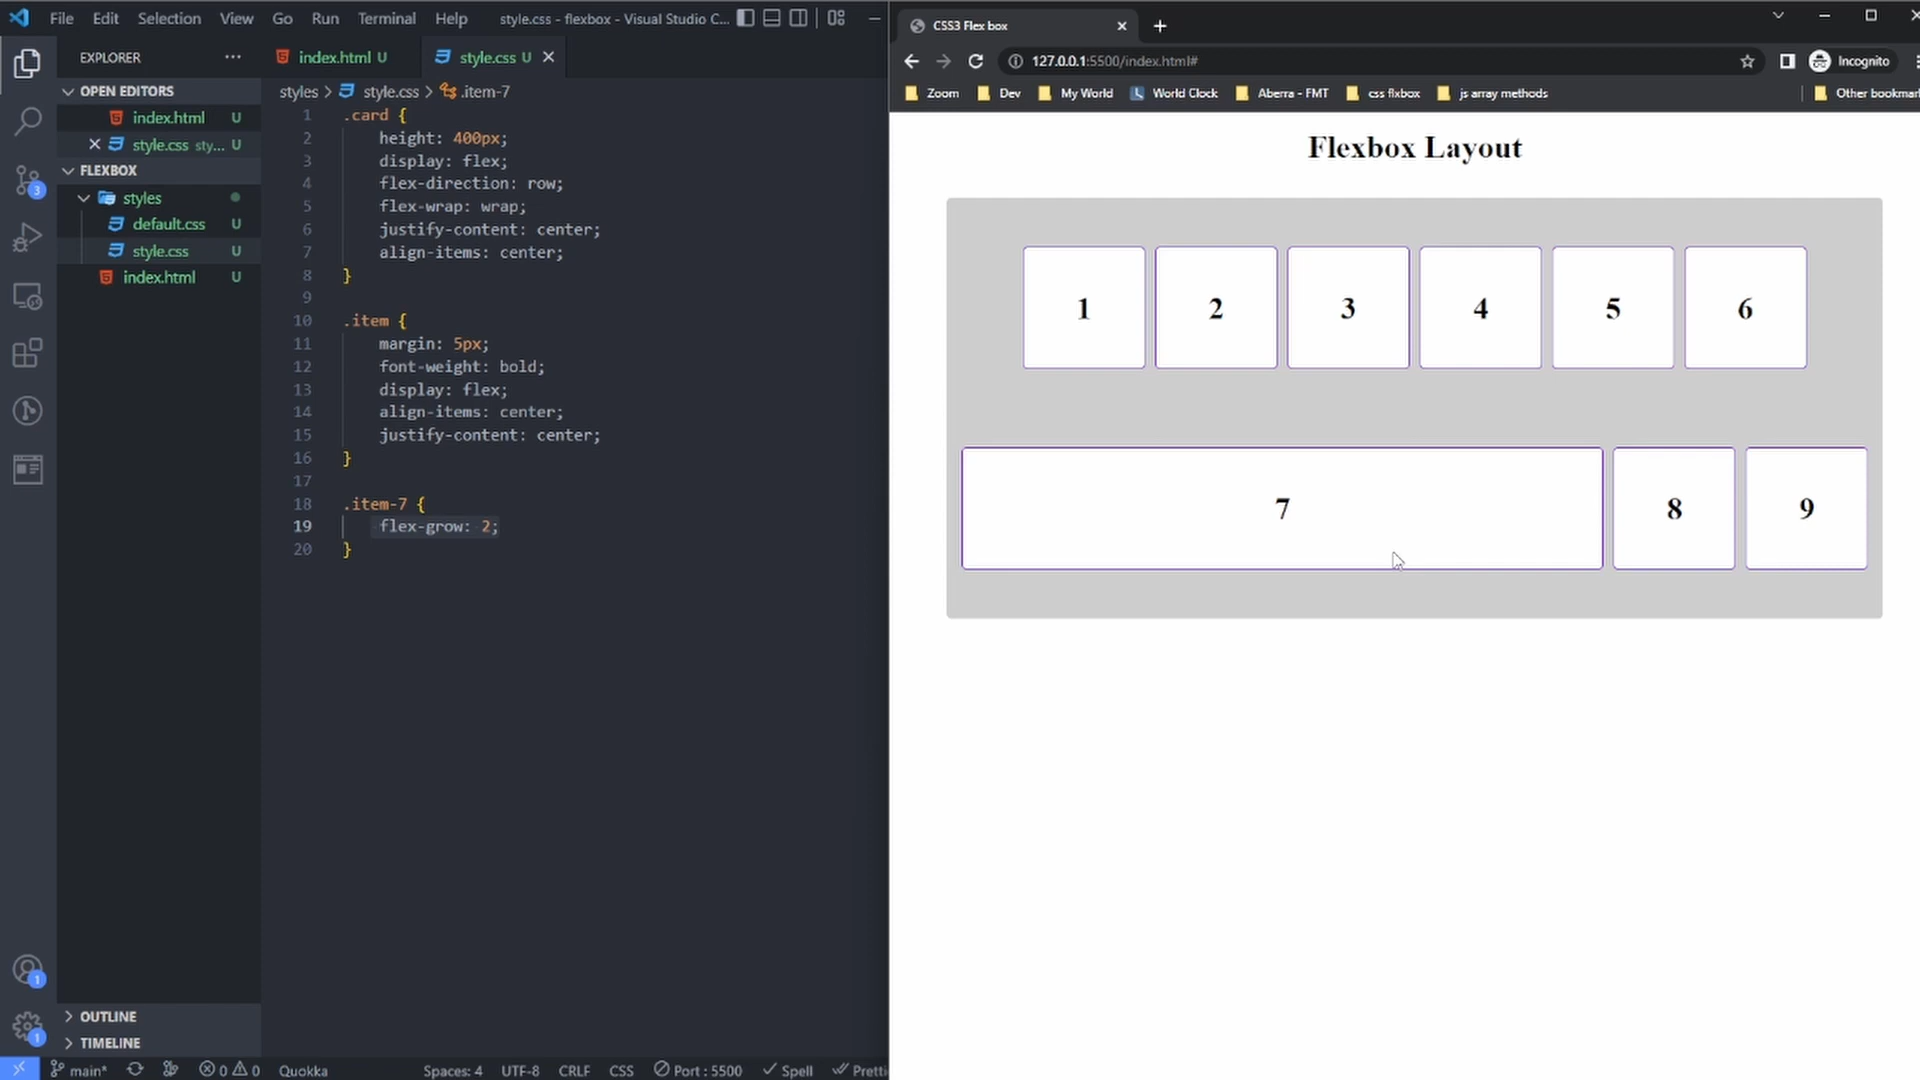 File Edit Selection View Go Run Terminal Help style.css - flexbox - Visual Studio C...
EXPLORER
OPEN EDITORS
index.html U
style.css sty... U
FLEXBOX
styles
default.css U
style.css U
index.html U
OUTLINE
TIMELINE
3
1
1
index.html U style.css U
styles > style.css > .item-7
1 .card {
2 height: 400px;
3 display: flex;
4 flex-direction: row;
5 flex-wrap: wrap;
6 justify-content: center;
7 align-items: center;
8 }
9
10 .item {
11 margin: 5px;
12 font-weight: bold;
13 display: flex;
14 align-items: center;
15 justify-content: center;
16 }
17
18 .item-7 {
19 flex-grow: 2;
20 }
main* 0 0 Quokka Spaces: 4 UTF-8 CRLF CSS Port : 5500 Spell Pretti
CSS3 Flex box
127.0.0.1:5500/index.html# Incognito
Zoom Dev My World World Clock Aberra - FMT css flxbox js array methods Other bookmar
Flexbox Layout
1 2 3 4 5 6
7 8 9